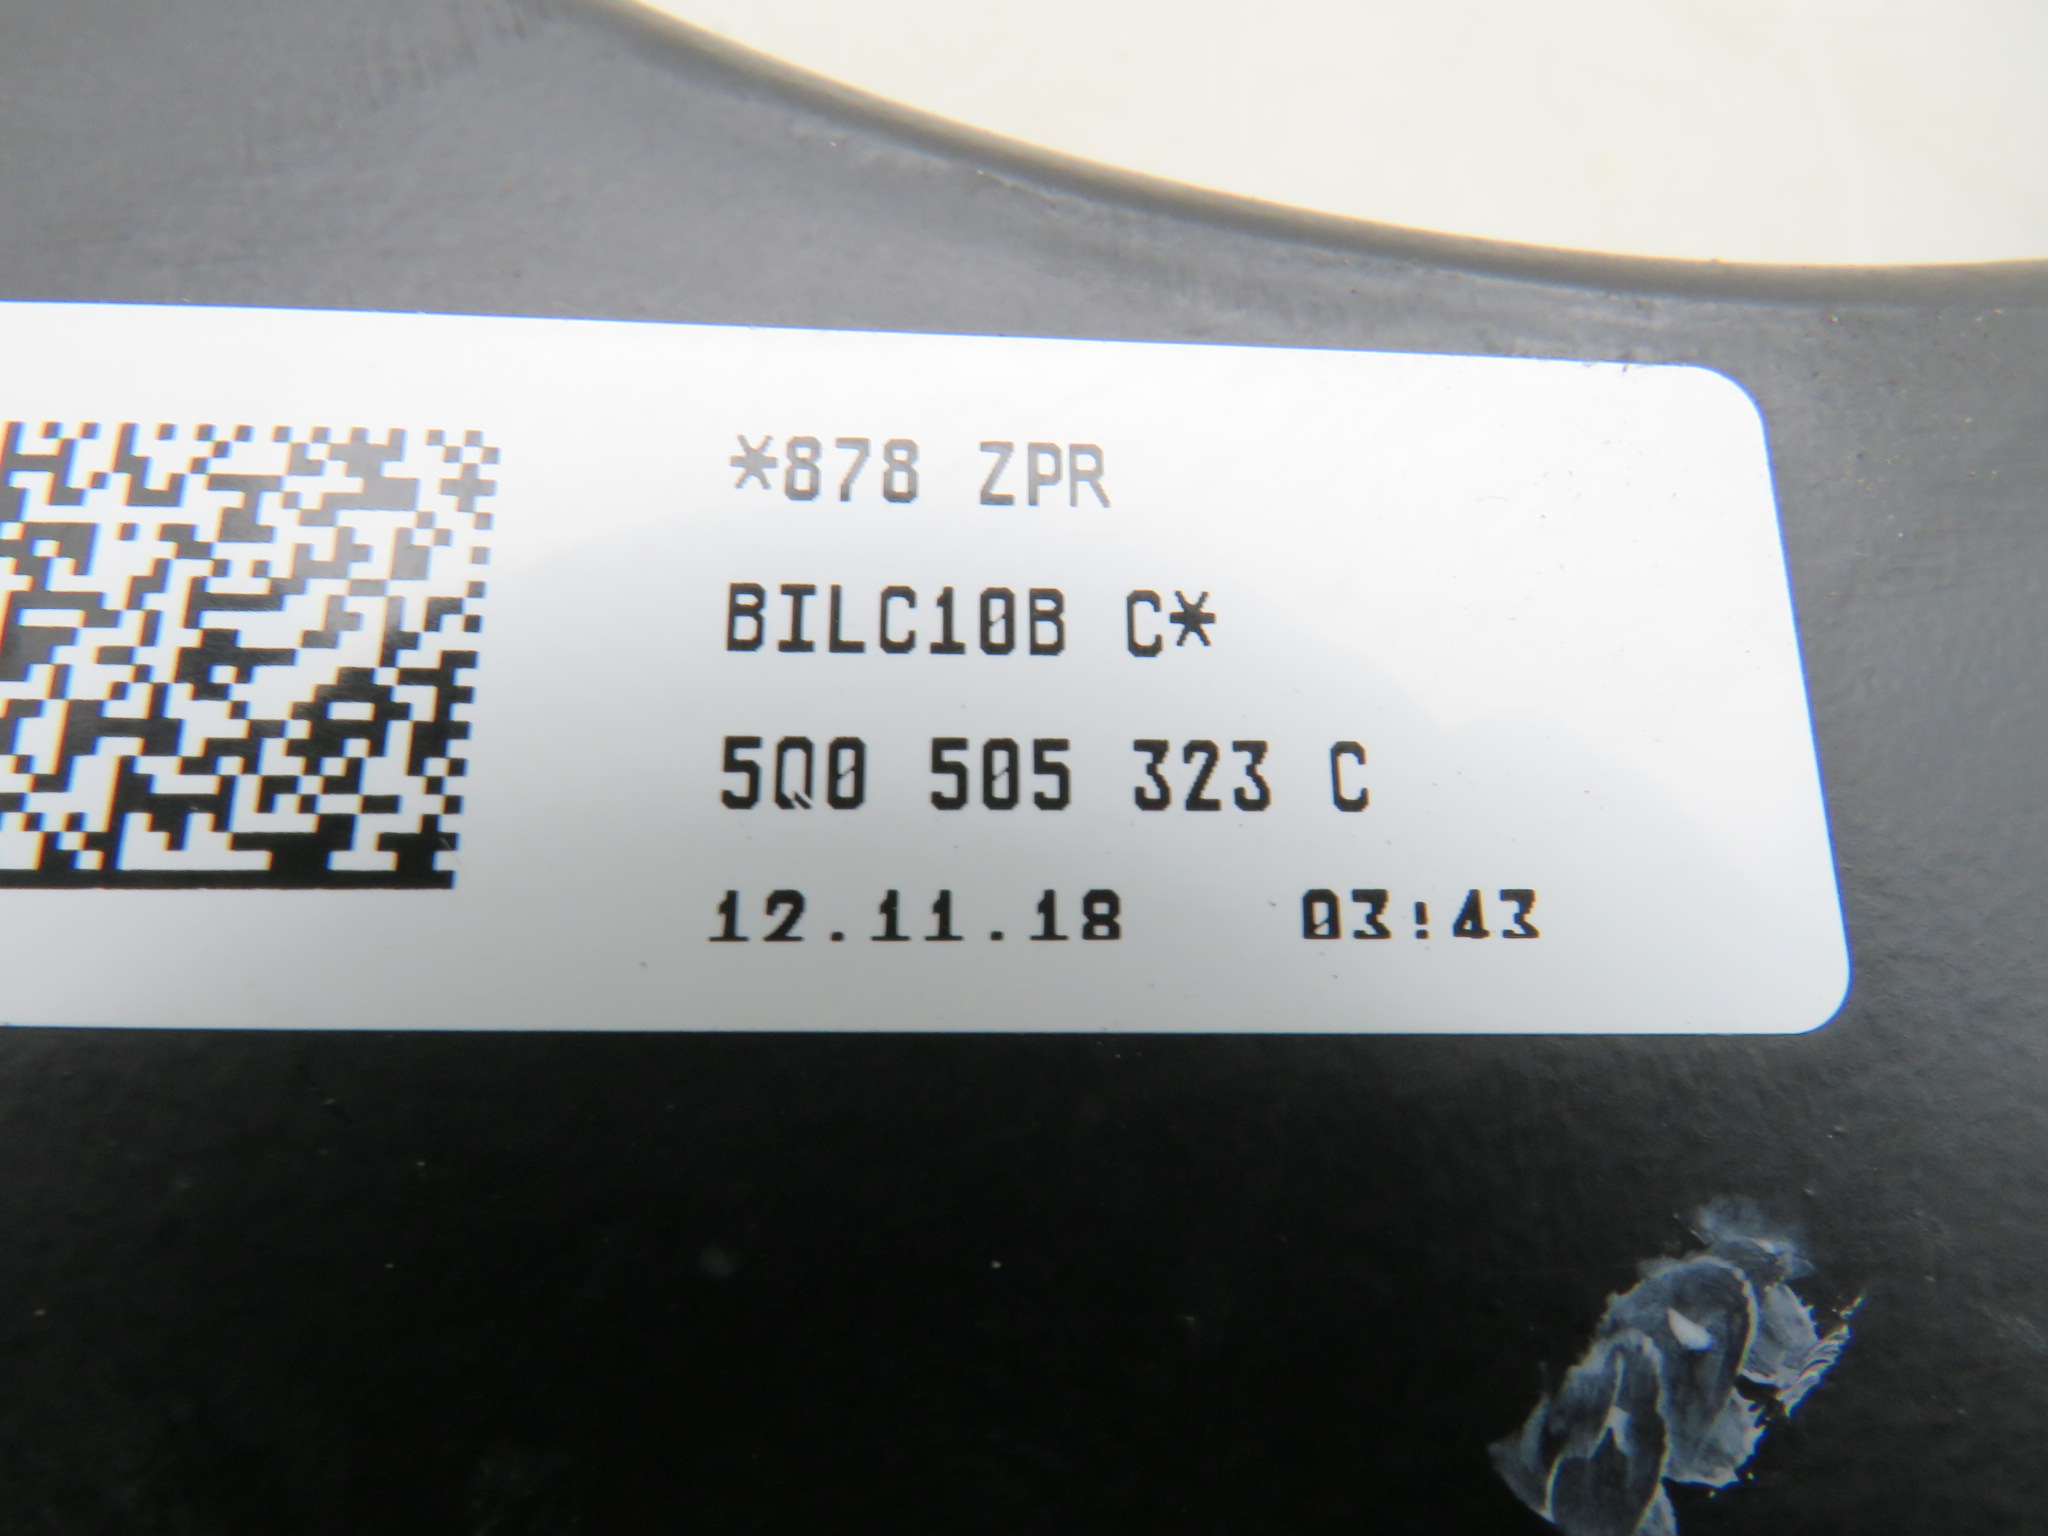 *878 ZPR
BILC10B C*
5Q0 505 323 C
12.11.18 03:43